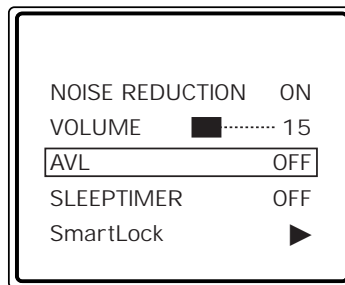 NOISE REDUCTION ON
VOLUME 15
AVL OFF
SLEEPTIMER OFF
SmartLock